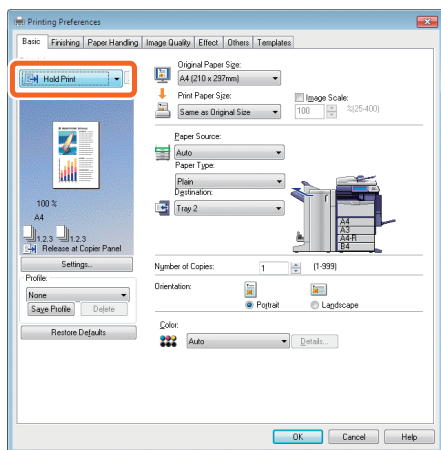 Printing Preferences
Basic Finishing Paper Handling Image Quality Effect Others Templates
Hold Print
Original Paper Size:
A4 (210 x 297mm)
Print Paper Size:
Same as Original Size
Image Scale:
100 %(25-400)
Paper Source:
Auto
Paper Type:
Plain
Destination:
Tray 2
A4
A3
A4-R
B4
100 %
A4
1.2.3 1.2.3
Release at Copier Panel
Settings...
Profile:
None
Save Profile Delete
Restore Defaults
Number of Copies: 1 (1-999)
Orientation:
Portrait Landscape
Color:
Auto Details...
OK Cancel Help